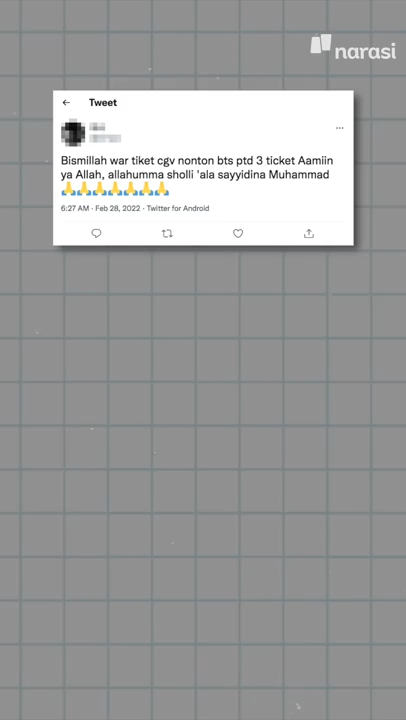 narasi
Tweet
Bismillah war tiket cgv nonton bts ptd 3 ticket Aamiin
ya Allah, allahumma sholli 'ala sayyidina Muhammad
🙏🙏🙏🙏🙏🙏🙏
6:27 AM · Feb 28, 2022 · Twitter for Android